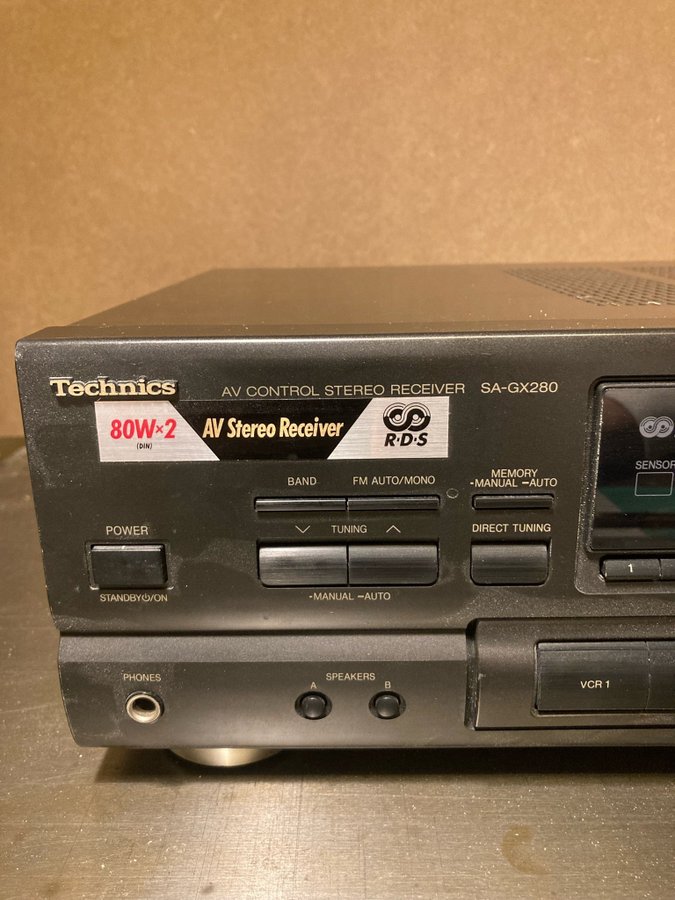 Technics
AV CONTROL STEREO RECEIVER SA-GX280
80W×2
(DIN)
AV Stereo Receiver
R·D·S
SENSOR
BAND
FM AUTO/MONO
MEMORY
-MANUAL –AUTO
TUNING
DIRECT TUNING
POWER
STANDBY⏻/ON
-MANUAL –AUTO
1
PHONES
SPEAKERS
A
B
VCR 1